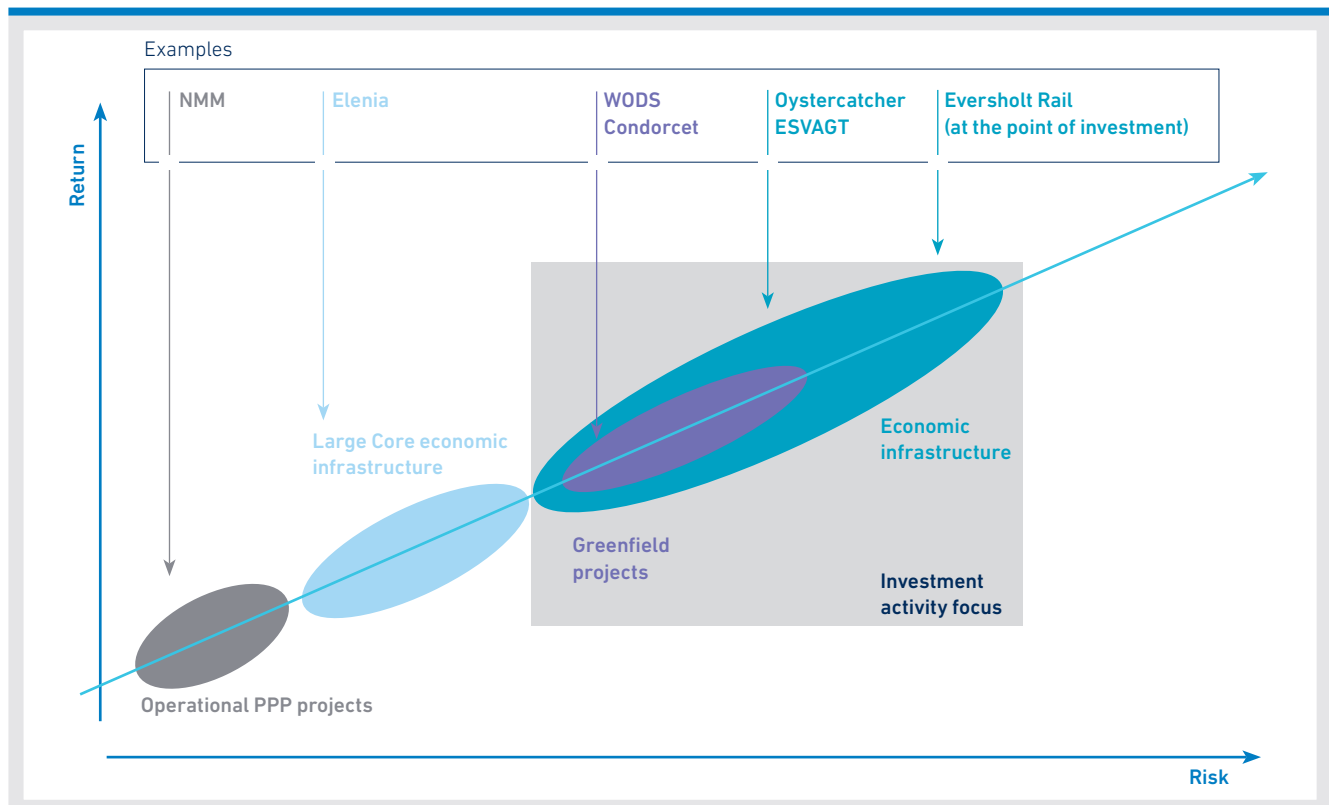 Examples
NMM
Elenia
WODS
Condorcet
Oystercatcher
ESVAGT
Eversholt Rail
(at the point of investment)
Return
Large Core economic
infrastructure
Economic
infrastructure
Greenfield
projects
Investment
activity focus
Operational PPP projects
Risk